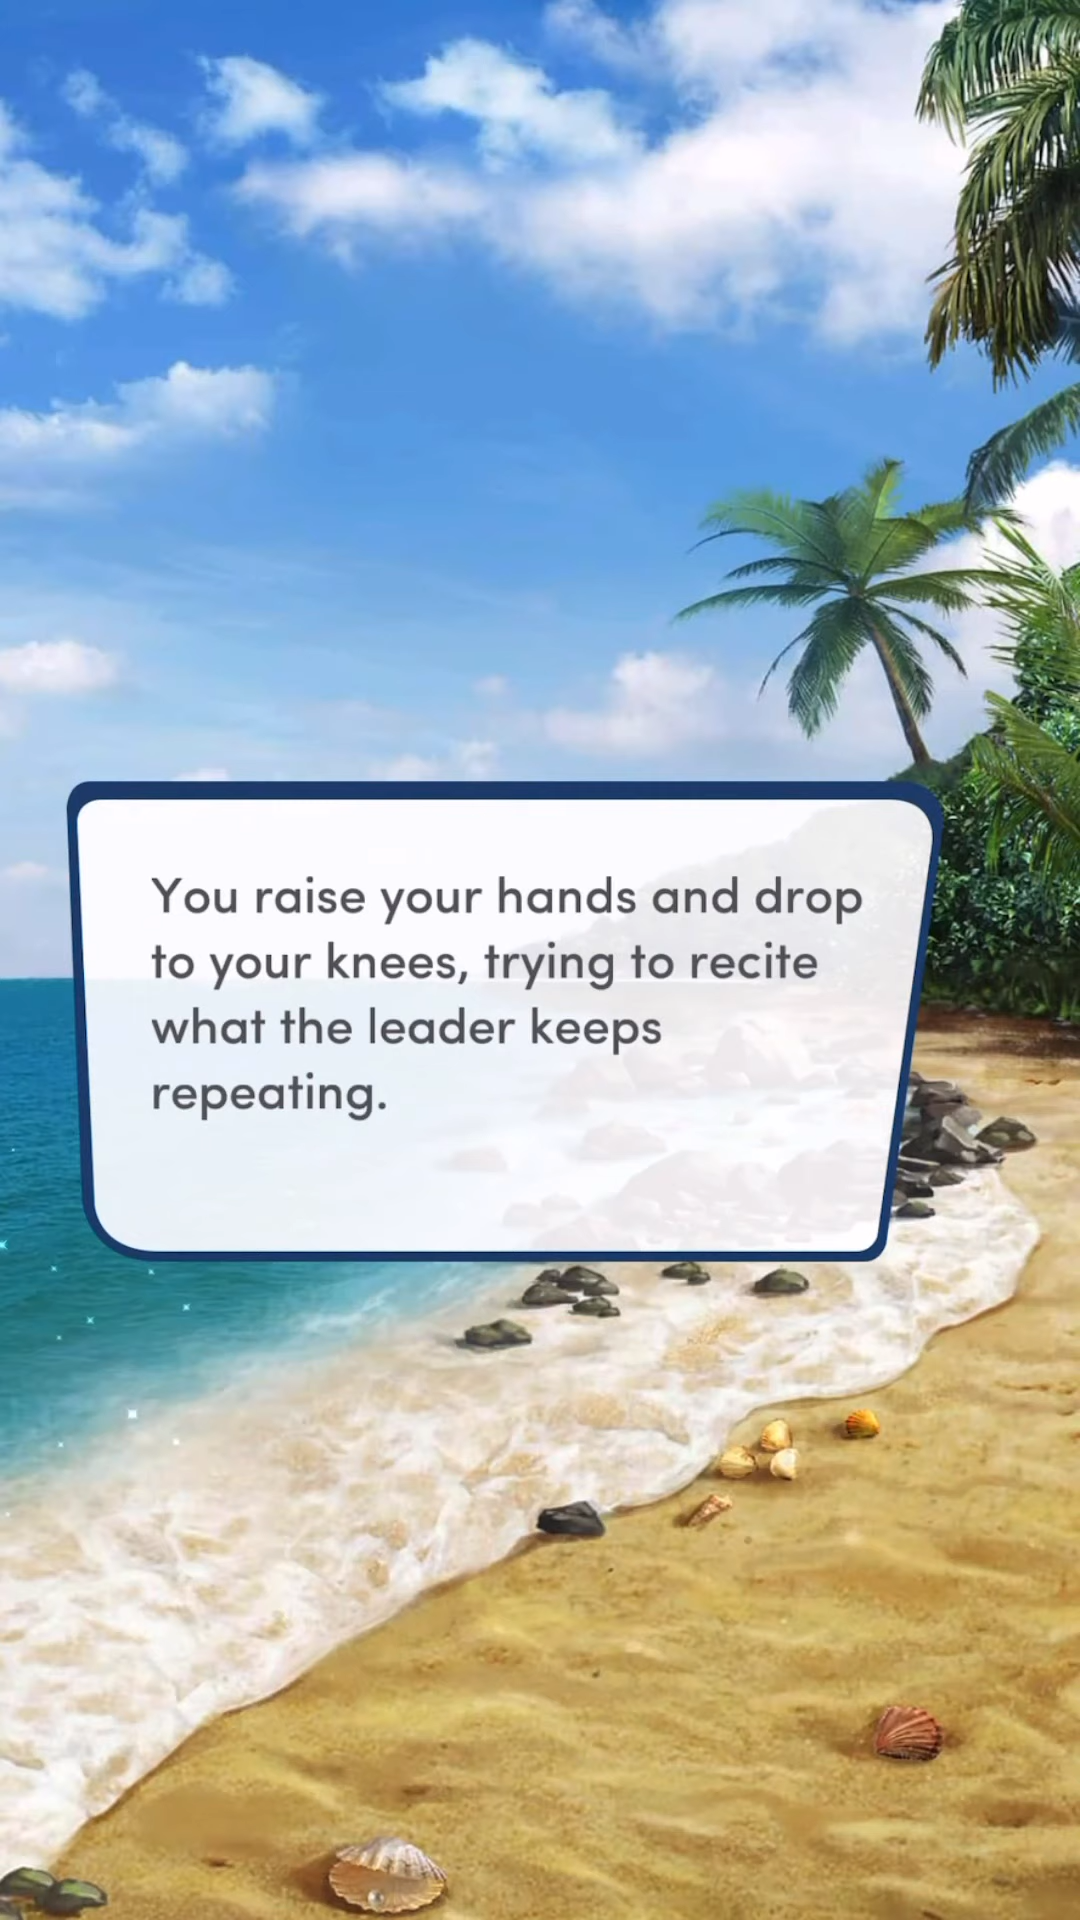 You raise your hands and drop
to your knees, trying to recite
what the leader keeps
repeating.